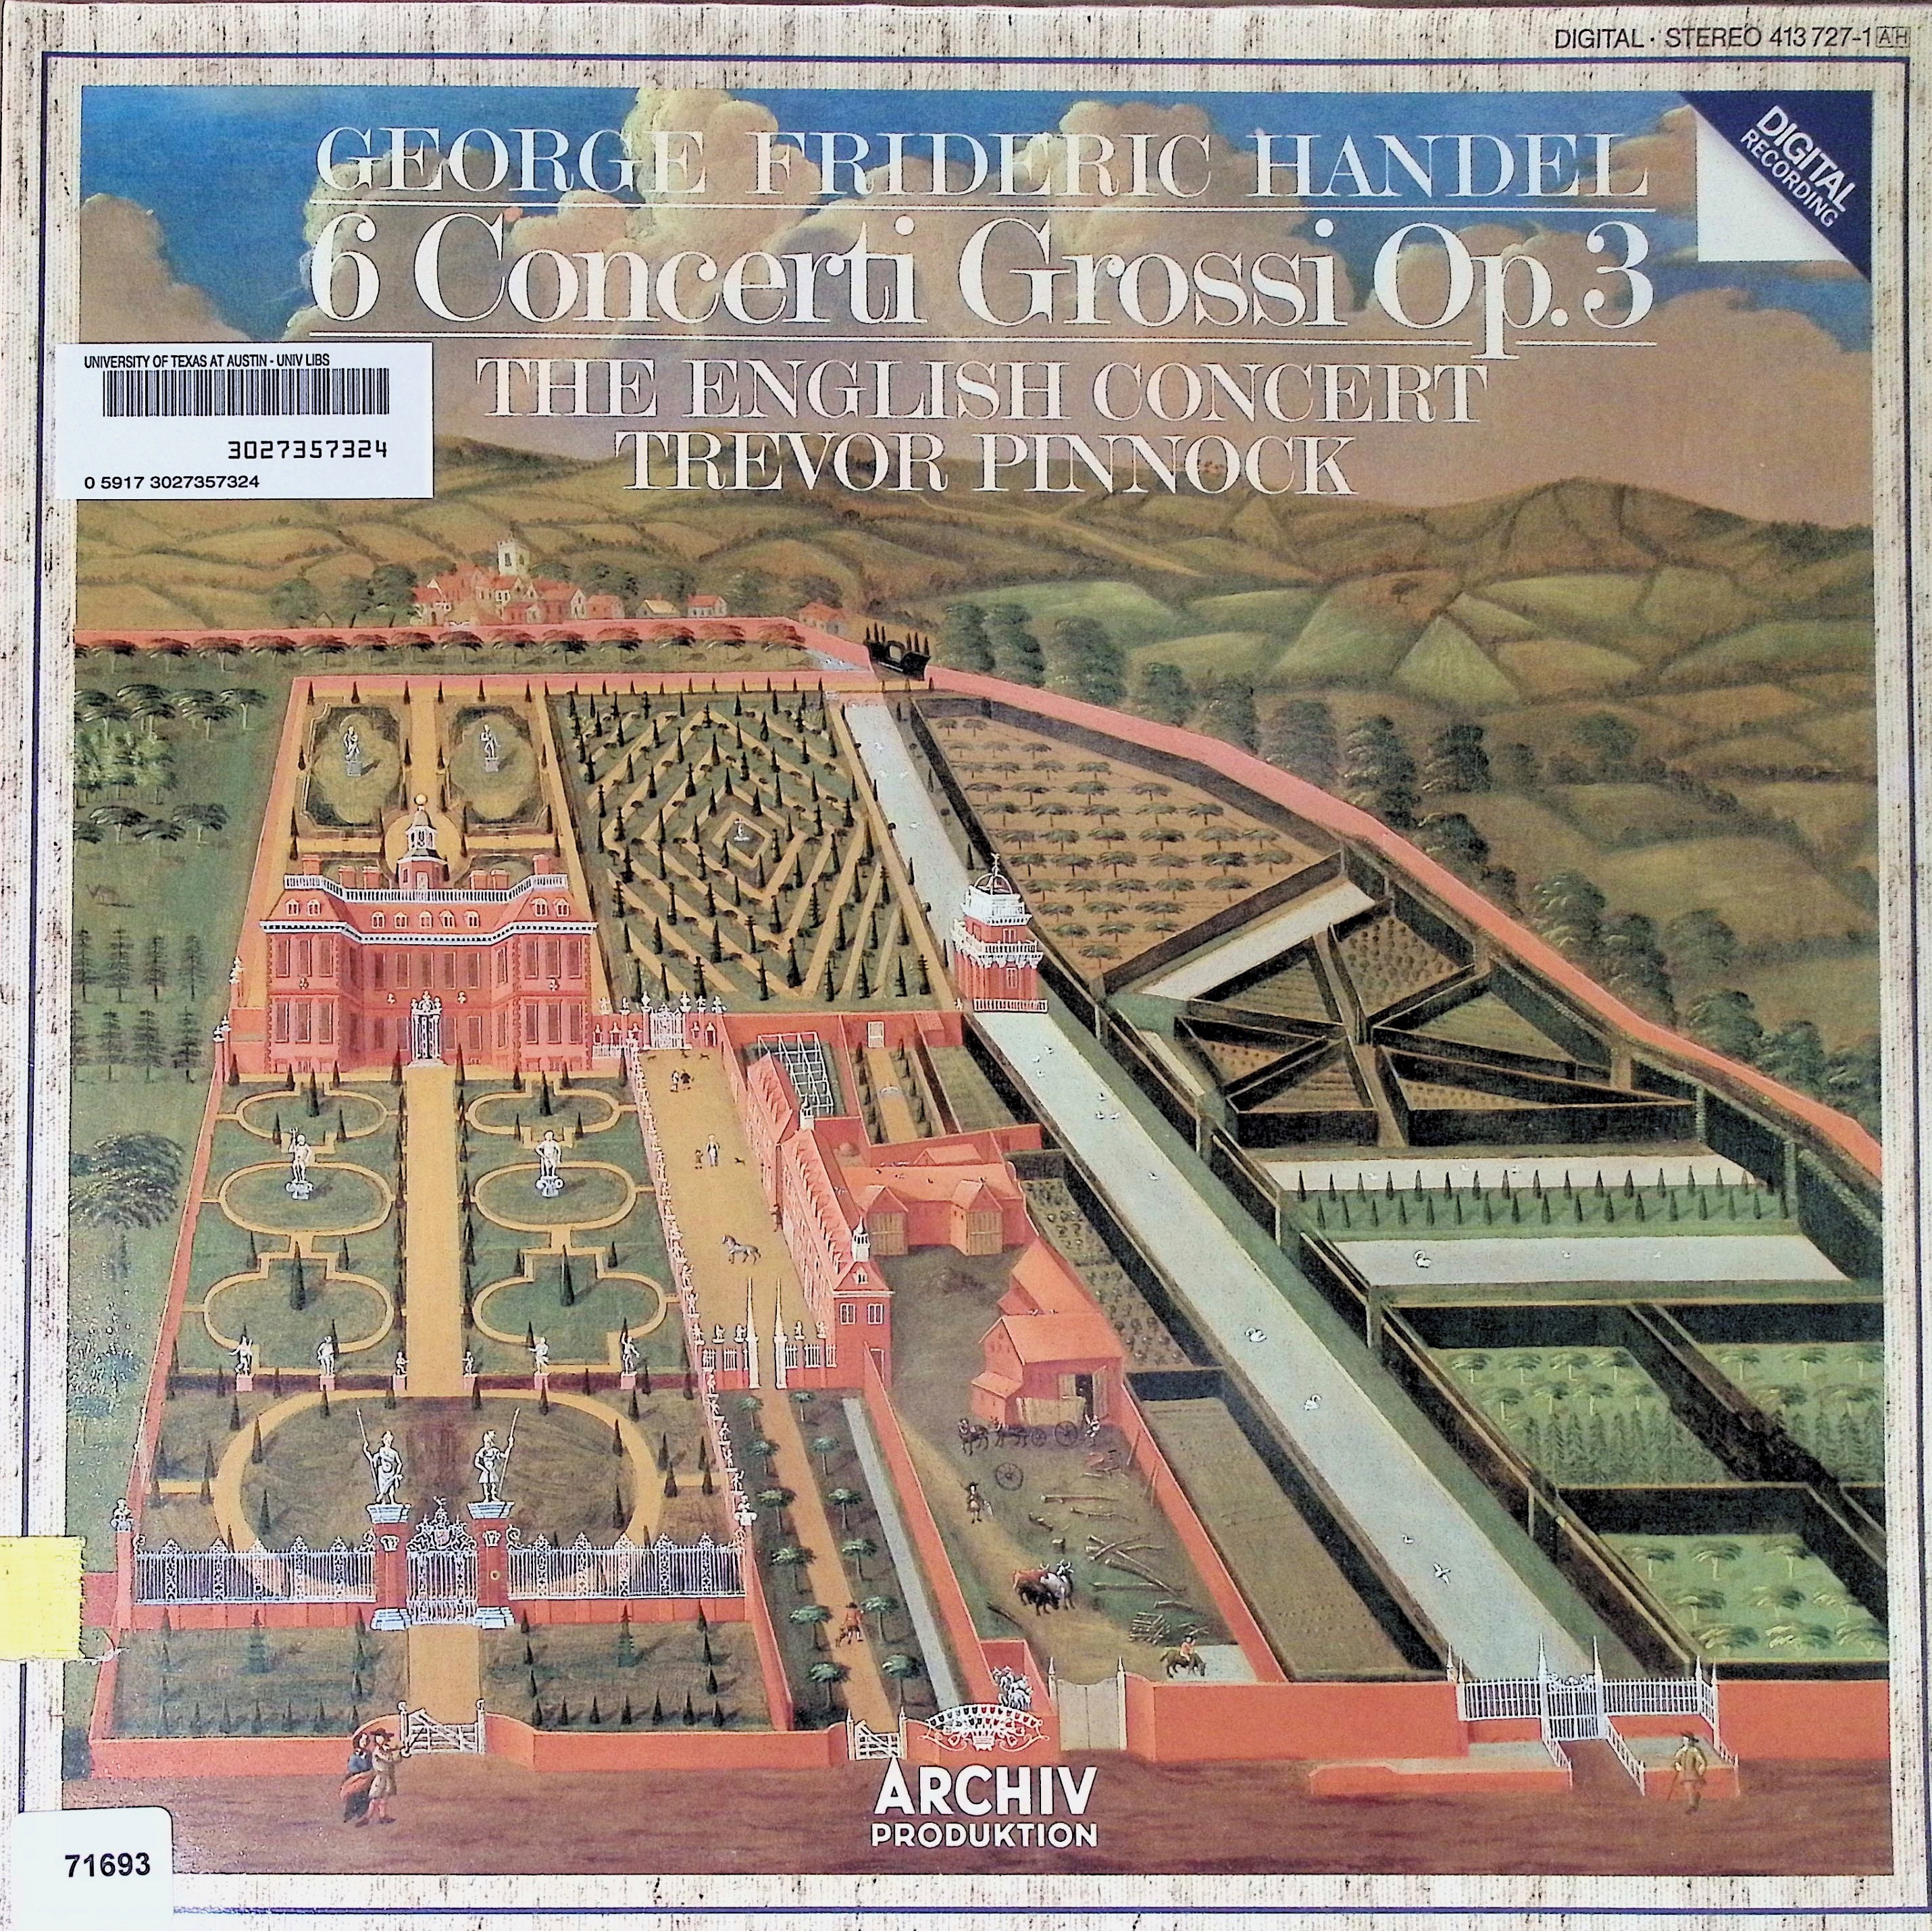 DIGITAL · STEREO 413 727-1 AH
DIGITAL
RECORDING
GEORGE FRIDERIC HANDEL
6 Concerti Grossi Op. 3
THE ENGLISH CONCERT
TREVOR PINNOCK
UNIVERSITY OF TEXAS AT AUSTIN - UNIV LIBS
3027357324
0 5917 3027357324
ARCHIV
PRODUKTION
71693